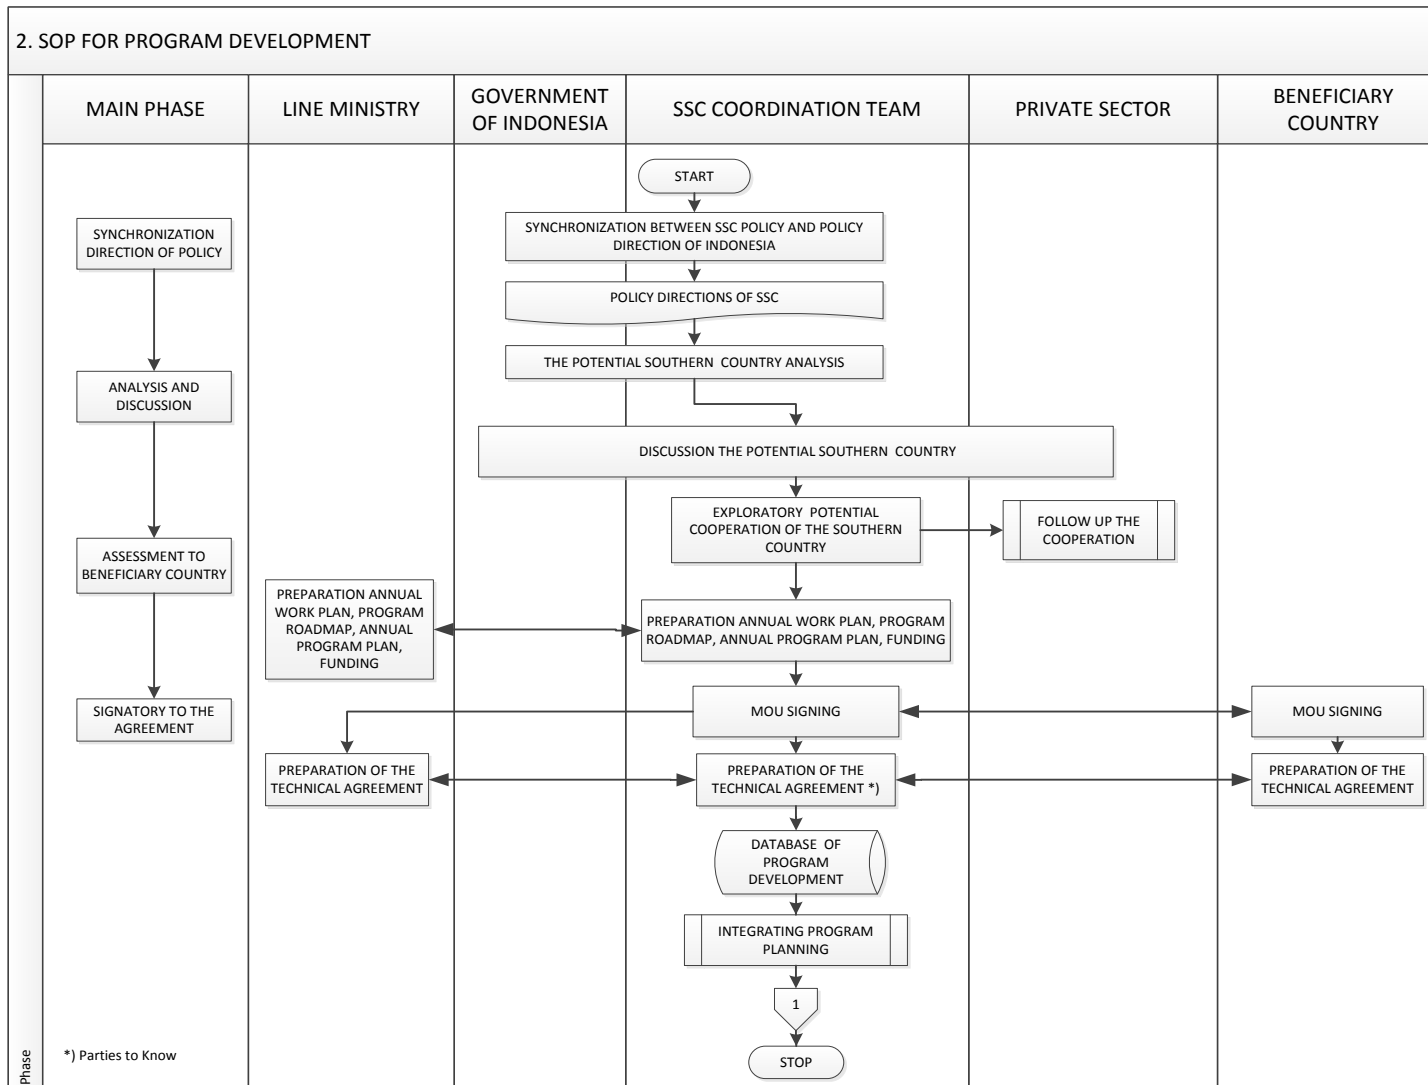 2. SOP FOR PROGRAM DEVELOPMENT
MAIN PHASE
LINE MINISTRY
GOVERNMENT
OF INDONESIA
SSC COORDINATION TEAM
PRIVATE SECTOR
BENEFICIARY
COUNTRY
START
SYNCHRONIZATION
DIRECTION OF POLICY
SYNCHRONIZATION BETWEEN SSC POLICY AND POLICY
DIRECTION OF INDONESIA
POLICY DIRECTIONS OF SSC
THE POTENTIAL SOUTHERN COUNTRY ANALYSIS
ANALYSIS AND
DISCUSSION
DISCUSSION THE POTENTIAL SOUTHERN COUNTRY
EXPLORATORY POTENTIAL
COOPERATION OF THE SOUTHERN
COUNTRY
FOLLOW UP THE
COOPERATION
ASSESSMENT TO
BENEFICIARY COUNTRY
PREPARATION ANNUAL
WORK PLAN, PROGRAM
ROADMAP, ANNUAL
PROGRAM PLAN,
FUNDING
PREPARATION ANNUAL WORK PLAN, PROGRAM
ROADMAP, ANNUAL PROGRAM PLAN, FUNDING
SIGNATORY TO THE
AGREEMENT
MOU SIGNING
MOU SIGNING
PREPARATION OF THE
TECHNICAL AGREEMENT
PREPARATION OF THE
TECHNICAL AGREEMENT *)
PREPARATION OF THE
TECHNICAL AGREEMENT
DATABASE OF
PROGRAM
DEVELOPMENT
INTEGRATING PROGRAM
PLANNING
1
STOP
*) Parties to Know
Phase